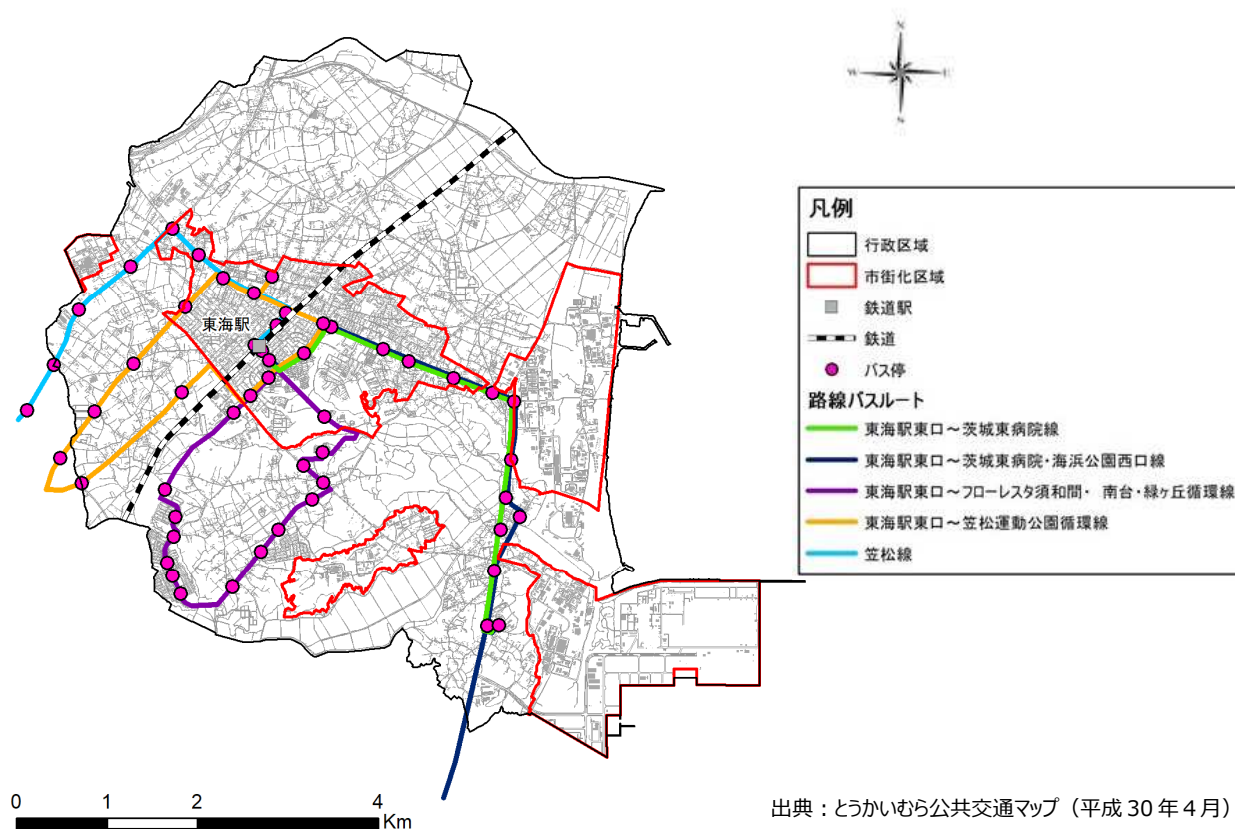 N
W
E
S
凡例
行政区域
市街化区域
鉄道駅
鉄道
バス停
路線バスルート
東海駅東口～茨城東病院線
東海駅東口～茨城東病院・海浜公園西口線
東海駅東口～フローレスタ須和間・ 南台・緑ヶ丘循環線
東海駅東口～笠松運動公園循環線
笠松線
東海駅
0 1 2 4
Km
出典：とうかいむら公共交通マップ（平成 30 年 4 月）